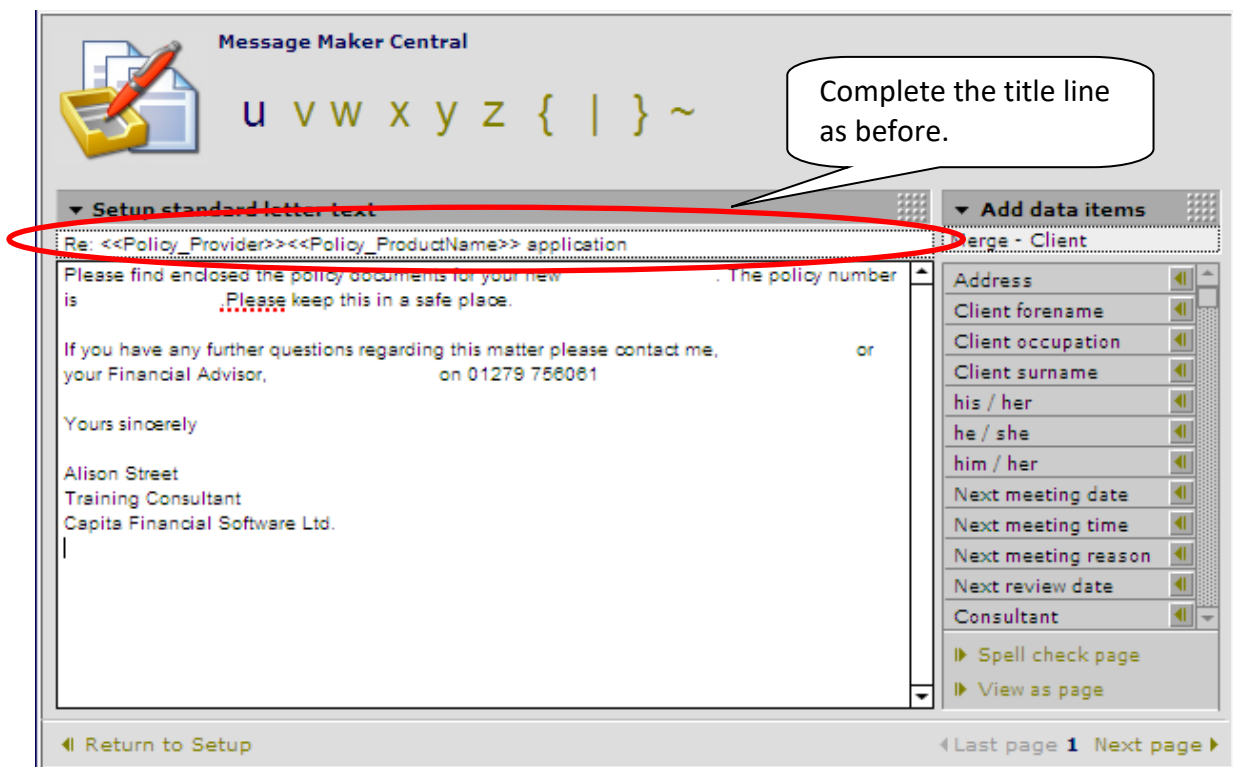 Message Maker Central
u v w x y z { | } ~
Complete the title line
as before.
▼ Setup standard letter text
Re: <<Policy_Provider>><<Policy_ProductName>> application
Please find enclosed the policy documents for your new . The policy number
is .Please keep this in a safe place.
If you have any further questions regarding this matter please contact me, or
your Financial Advisor, on 01279 756061
Yours sincerely
Alison Street
Training Consultant
Capita Financial Software Ltd.
▼ Add data items
Merge - Client
Address
Client forename
Client occupation
Client surname
his / her
he / she
him / her
Next meeting date
Next meeting time
Next meeting reason
Next review date
Consultant
Spell check page
View as page
Return to Setup
Last page 1 Next page